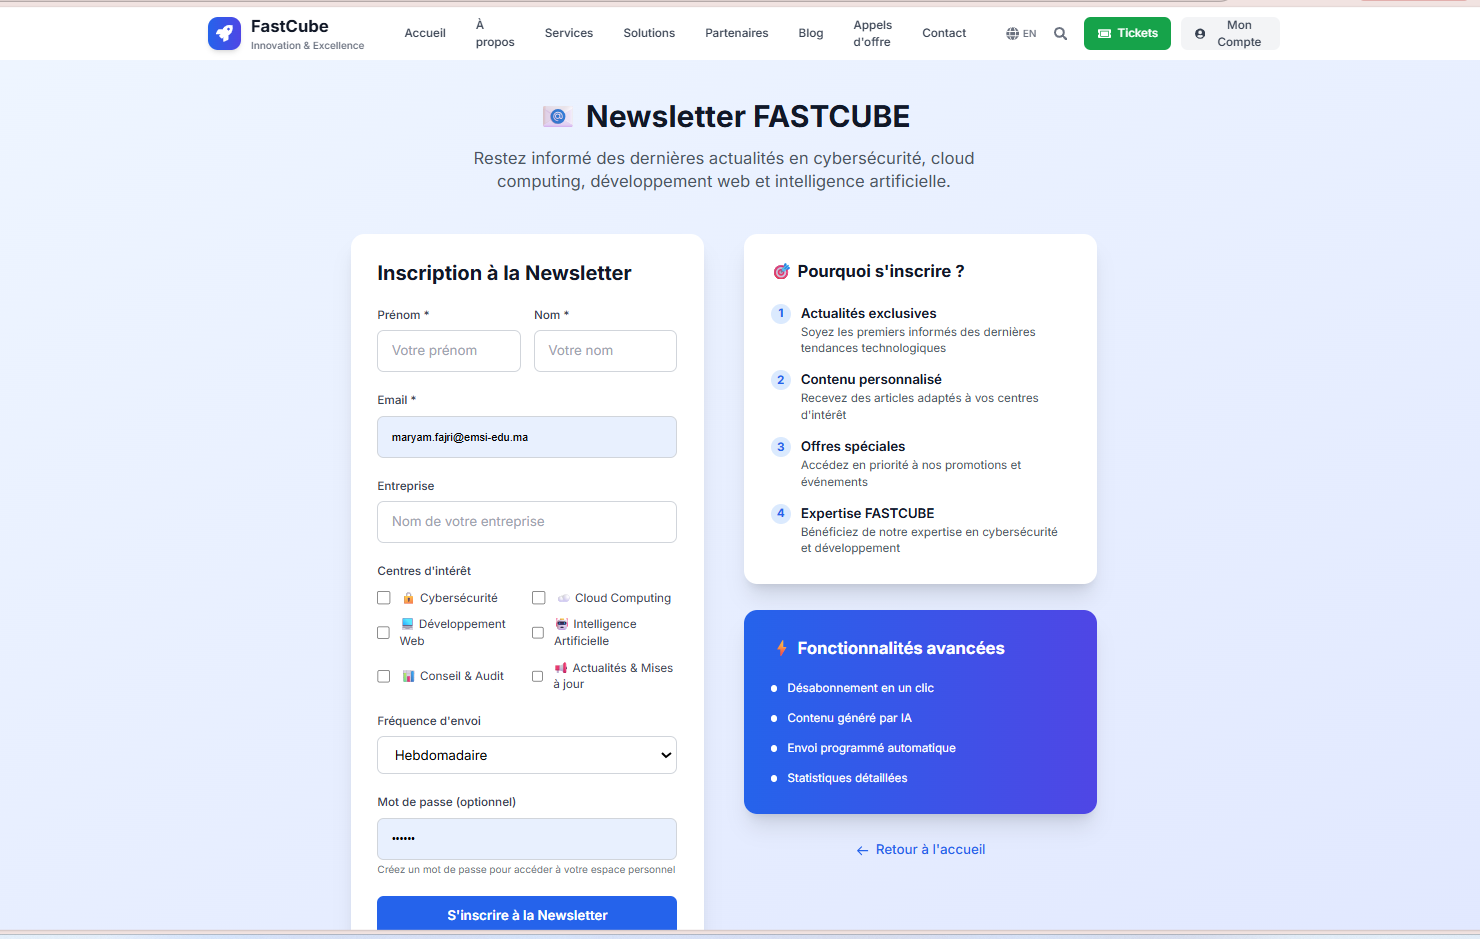 FastCube
Innovation & Excellence
Accueil
À
propos
Services
Solutions
Partenaires
Blog
Appels
d'offre
Contact
EN
Tickets
Mon
Compte
Newsletter FASTCUBE
Restez informé des dernières actualités en cybersécurité, cloud
computing, développement web et intelligence artificielle.
Inscription à la Newsletter
Prénom *
Nom *
Votre prénom
Votre nom
Email *
maryam.fajri@emsi-edu.ma
Entreprise
Nom de votre entreprise
Centres d'intérêt
Cybersécurité
Cloud Computing
Développement
Web
Intelligence
Artificielle
Conseil & Audit
Actualités & Mises
à jour
Fréquence d'envoi
Hebdomadaire
Mot de passe (optionnel)
••••••
Créez un mot de passe pour accéder à votre espace personnel
S'inscrire à la Newsletter
Pourquoi s'inscrire ?
1 Actualités exclusives
Soyez les premiers informés des dernières
tendances technologiques
2 Contenu personnalisé
Recevez des articles adaptés à vos centres
d'intérêt
3 Offres spéciales
Accédez en priorité à nos promotions et
événements
4 Expertise FASTCUBE
Bénéficiez de notre expertise en cybersécurité
et développement
Fonctionnalités avancées
Désabonnement en un clic
Contenu généré par IA
Envoi programmé automatique
Statistiques détaillées
← Retour à l'accueil